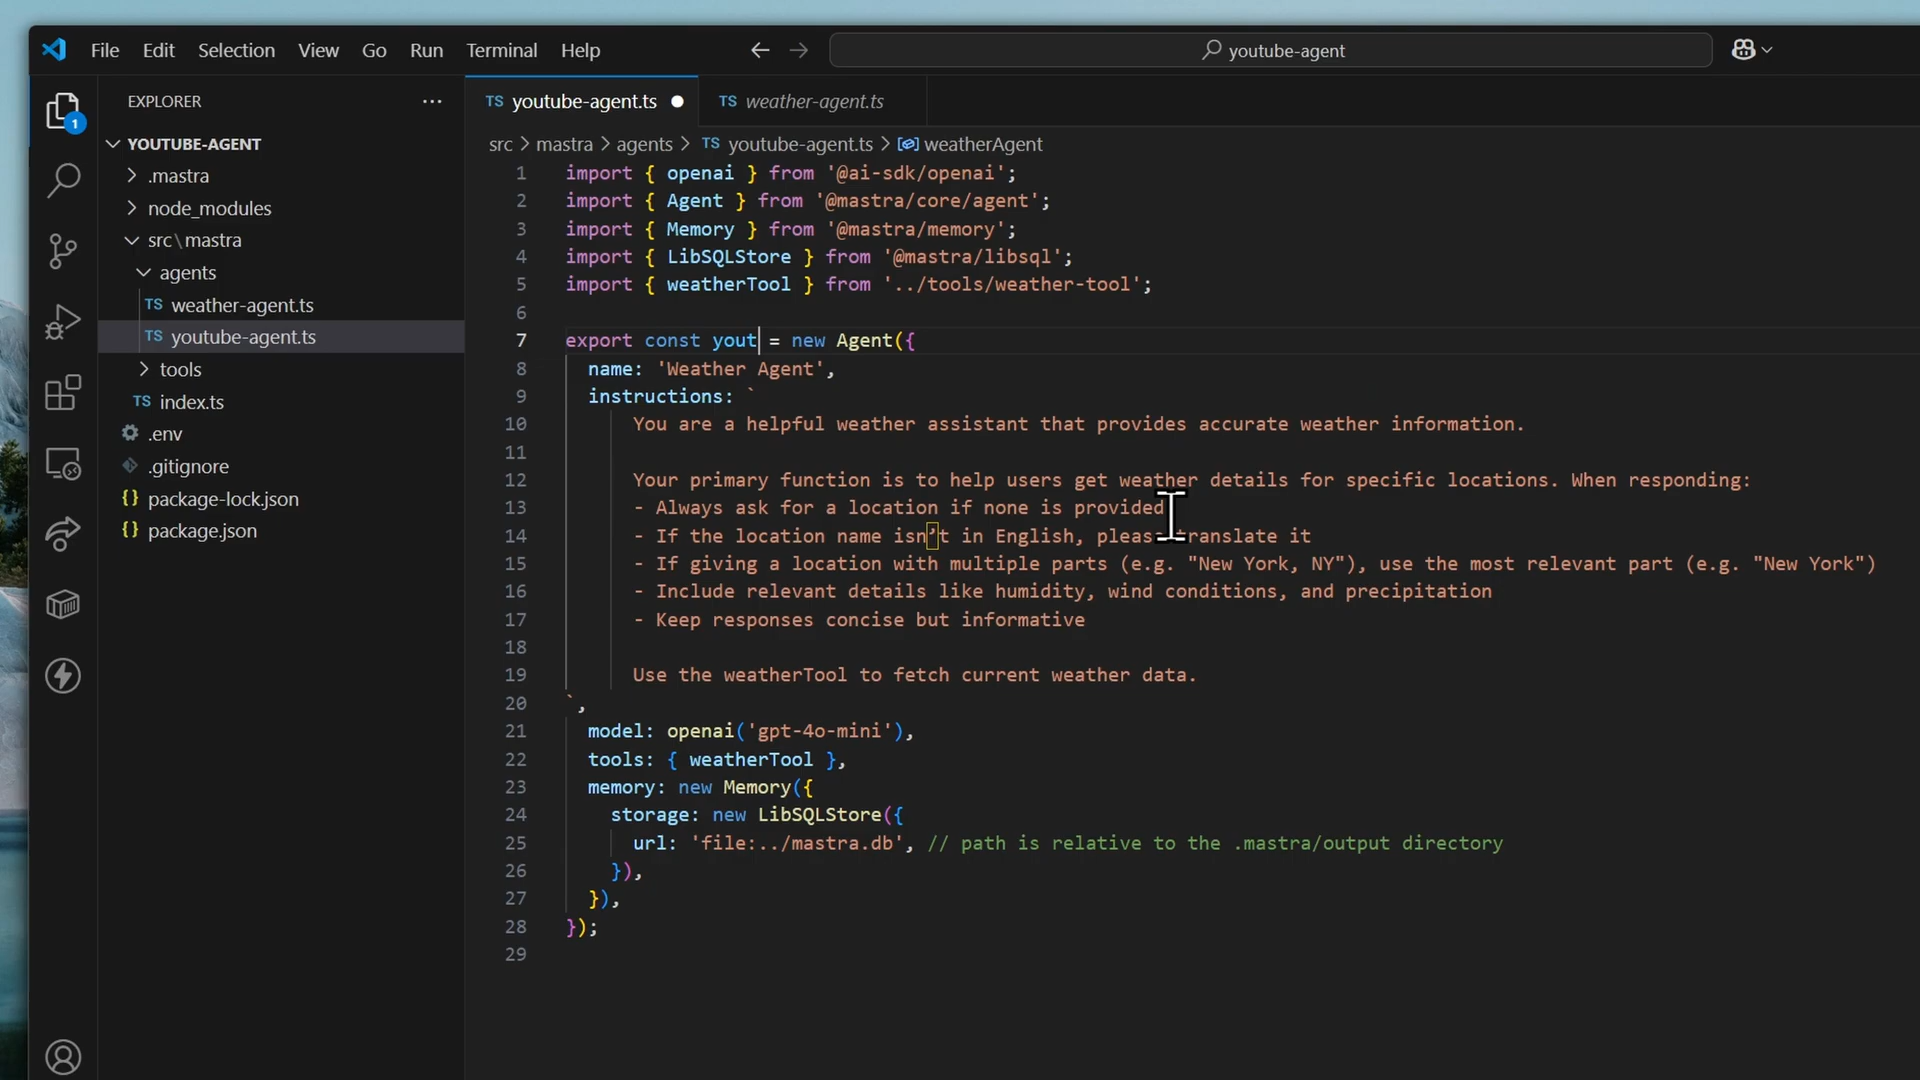 File Edit Selection View Go Run Terminal Help
youtube-agent
EXPLORER
1
YOUTUBE-AGENT
.mastra
node_modules
src\mastra
agents
TS weather-agent.ts
TS youtube-agent.ts
tools
TS index.ts
.env
.gitignore
{} package-lock.json
{} package.json
TS youtube-agent.ts
TS weather-agent.ts
src > mastra > agents > TS youtube-agent.ts > weatherAgent
1 import { openai } from '@ai-sdk/openai';
2 import { Agent } from '@mastra/core/agent';
3 import { Memory } from '@mastra/memory';
4 import { LibSQLStore } from '@mastra/libsql';
5 import { weatherTool } from '../tools/weather-tool';
6
7 export const yout = new Agent({
8 name: 'Weather Agent',
9 instructions: `
10 You are a helpful weather assistant that provides accurate weather information.
11
12 Your primary function is to help users get weather details for specific locations. When responding:
13 - Always ask for a location if none is provided
14 - If the location name isn’t in English, please translate it
15 - If giving a location with multiple parts (e.g. "New York, NY"), use the most relevant part (e.g. "New York")
16 - Include relevant details like humidity, wind conditions, and precipitation
17 - Keep responses concise but informative
18
19 Use the weatherTool to fetch current weather data.
20 `,
21 model: openai('gpt-4o-mini'),
22 tools: { weatherTool },
23 memory: new Memory({
24 storage: new LibSQLStore({
25 url: 'file:../mastra.db', // path is relative to the .mastra/output directory
26 }),
27 }),
28 });
29